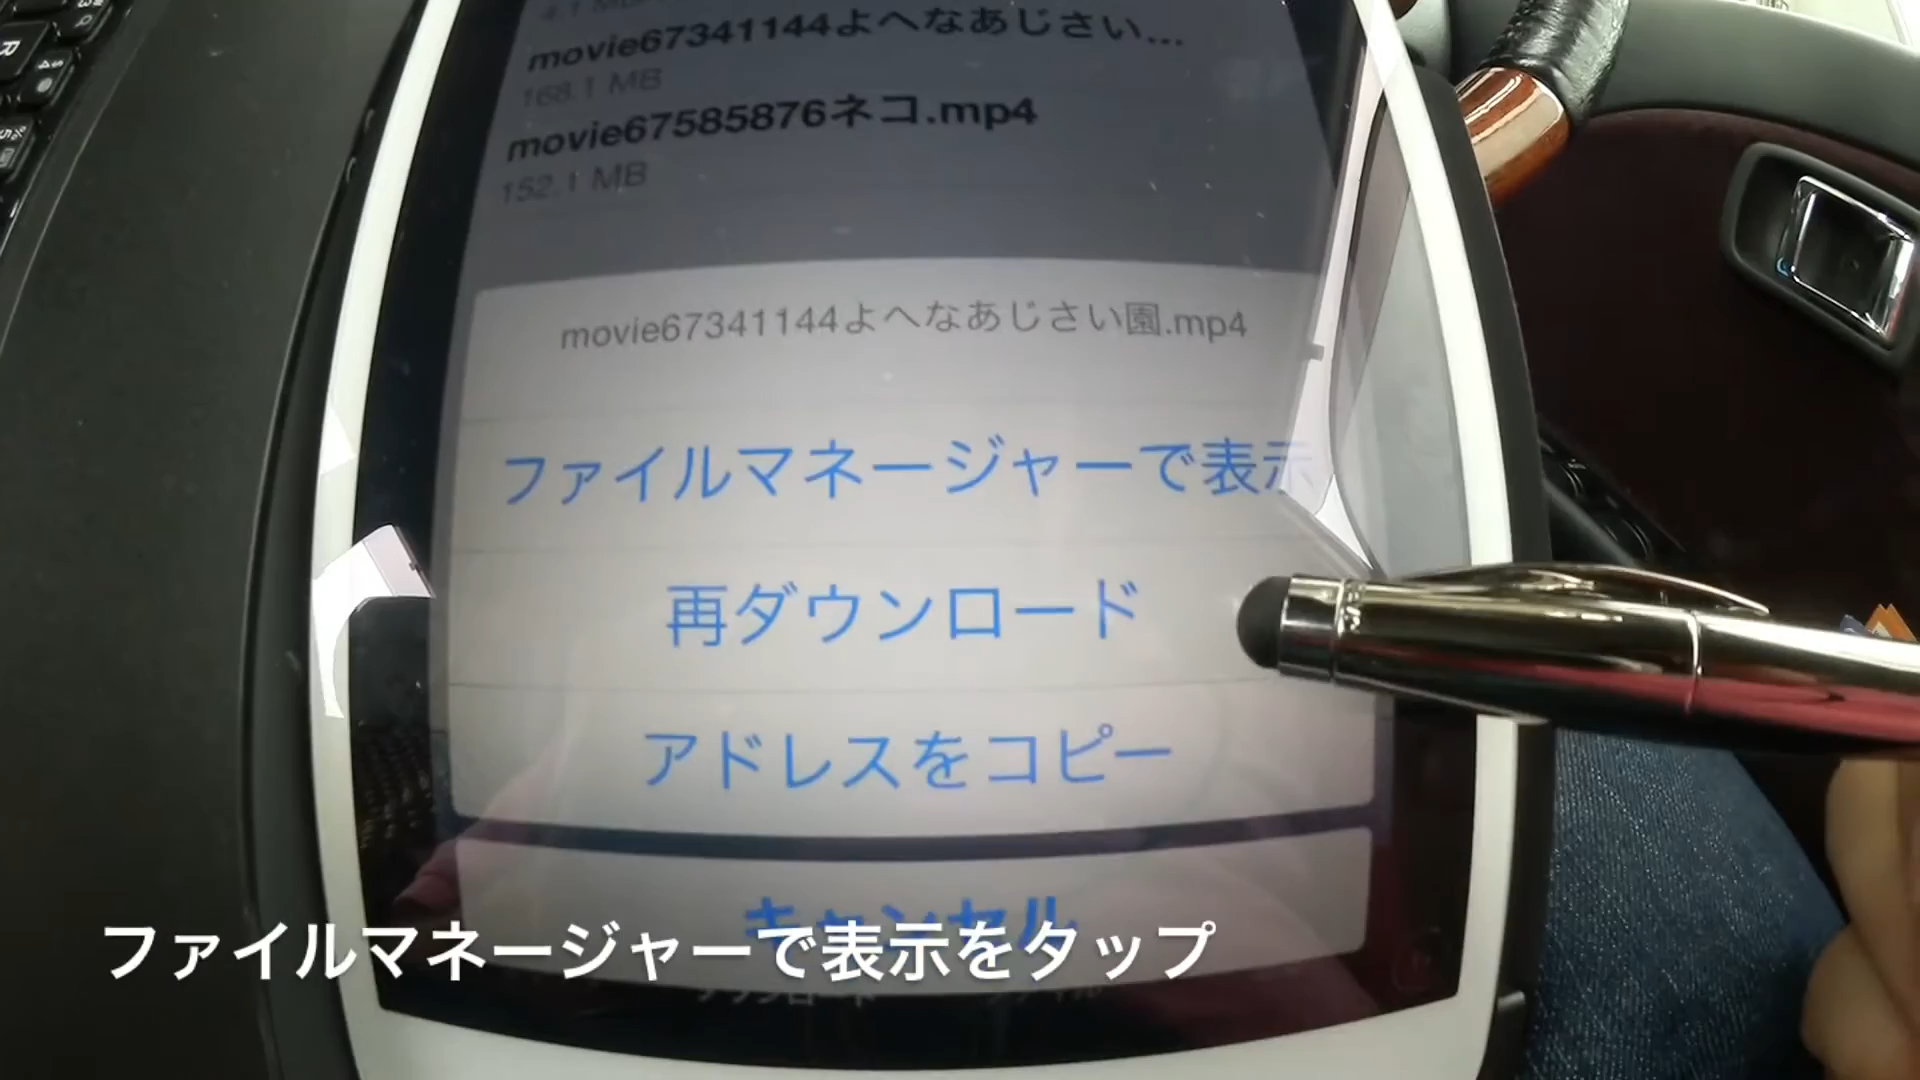 movie67341144よへなあじさい...
168.1 MB
movie67585876ネコ.mp4
152.1 MB
movie67341144よへなあじさい園.mp4
ファイルマネージャーで表示
再ダウンロード
アドレスをコピー
キャンセル
ファイルマネージャーで表示をタップ